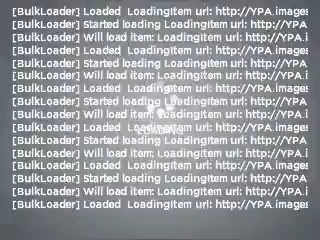 [BulkLoader] Loaded  LoadingItem url: http://YPA.images
[BulkLoader] Started loading LoadingItem url: http://YPA
[BulkLoader] Will load item: LoadingItem url: http://YPA.i
[BulkLoader] Loaded  LoadingItem url: http://YPA.images
[BulkLoader] Started loading LoadingItem url: http://YPA
[BulkLoader] Will load item: LoadingItem url: http://YPA.i
[BulkLoader] Loaded  LoadingItem url: http://YPA.images
[BulkLoader] Started loading LoadingItem url: http://YPA
[BulkLoader] Will load item: LoadingItem url: http://YPA.i
[BulkLoader] Loaded  LoadingItem url: http://YPA.images
[BulkLoader] Started loading LoadingItem url: http://YPA
[BulkLoader] Will load item: LoadingItem url: http://YPA.i
[BulkLoader] Loaded  LoadingItem url: http://YPA.images
[BulkLoader] Started loading LoadingItem url: http://YPA
[BulkLoader] Will load item: LoadingItem url: http://YPA.i
[BulkLoader] Loaded  LoadingItem url: http://YPA.images